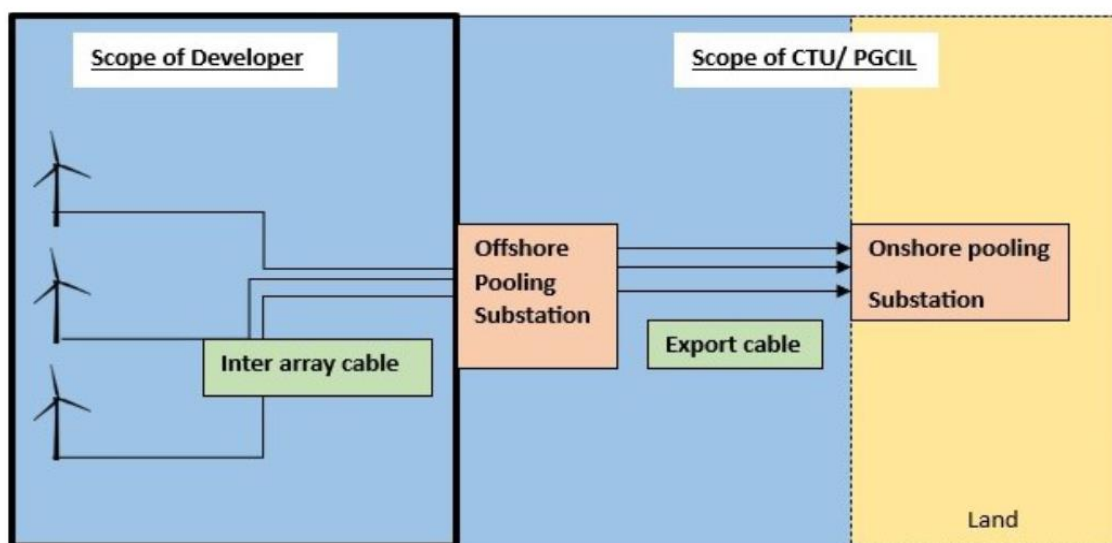 Scope of Developer
Scope of CTU/ PGCIL
Offshore
Pooling
Substation
Onshore pooling
Substation
Inter array cable
Export cable
Land